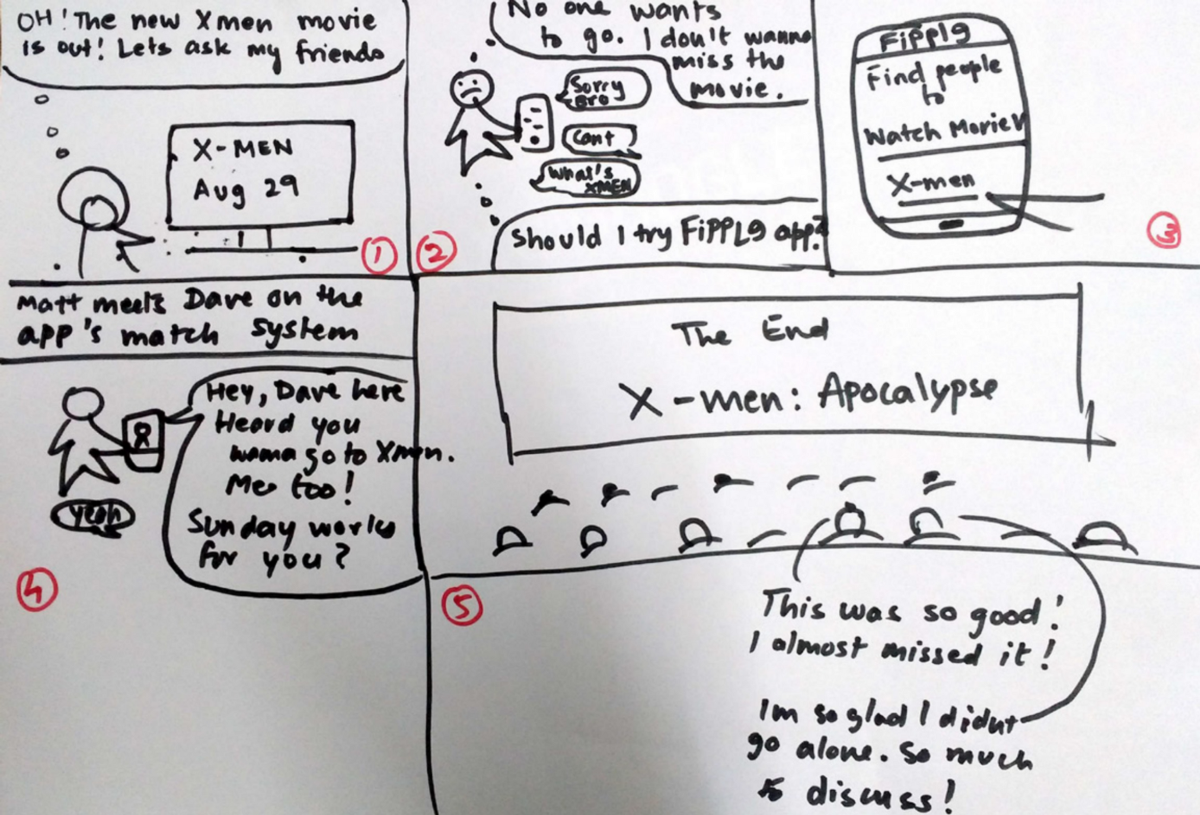 OH! The new Xmen movie
is out! Lets ask my friends
X-MEN
Aug 29
1
No one wants
to go. I don't wanna
miss the
movie.
Sorry
Bro
Cant
What's
XMEN
Should I try FiPPL9 app?
2
FiPPl9
Find people
to
Watch Movies
X-men
3
Matt meets Dave on the
app's match system
Hey, Dave here
Heard you
wanna go to Xmen.
Me too!
Sunday works
for you?
Yeah
4
The End
X-men: Apocalypse
5
This was so good!
I almost missed it!
Im so glad I didnt
go alone. So much
to discuss!